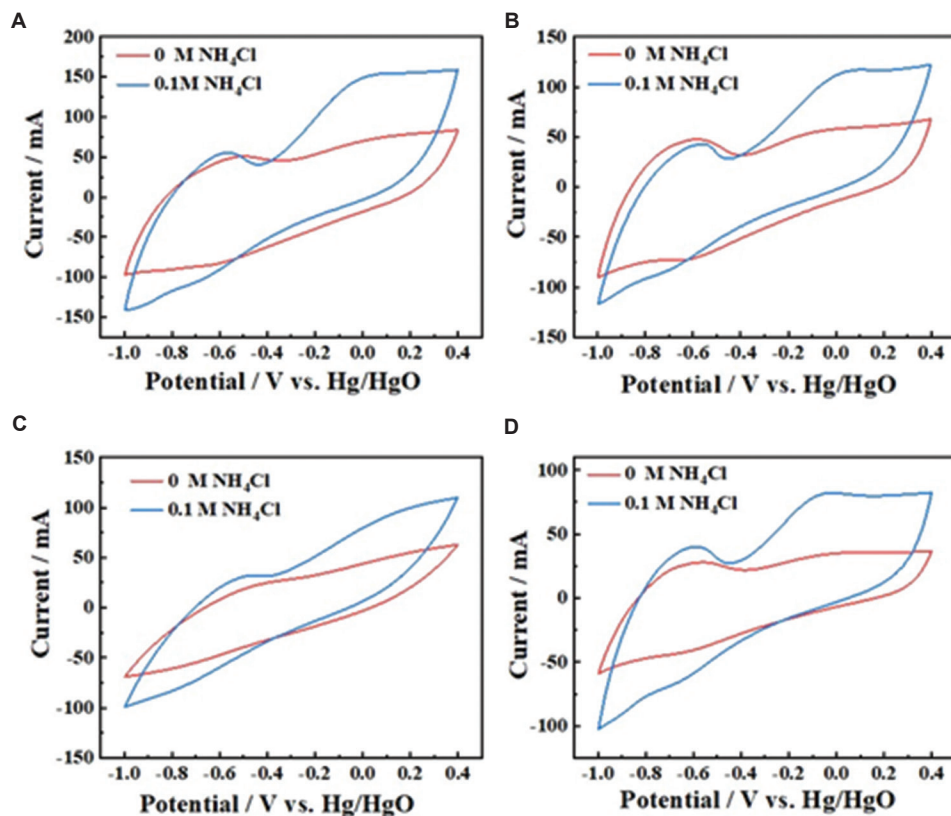 A
200
150
100
50
0
-50
-100
-150
0 M NH₄Cl
0.1M NH₄Cl
Current / mA
-1.0 -0.8 -0.6 -0.4 -0.2 0.0 0.2 0.4
Potential / V vs. Hg/HgO
B
150
100
50
0
-50
-100
-150
0 M NH₄Cl
0.1 M NH₄Cl
Current / mA
-1.0 -0.8 -0.6 -0.4 -0.2 0.0 0.2 0.4
Potential / V vs. Hg/HgO
C
150
100
50
0
-50
-100
-150
0 M NH₄Cl
0.1 M NH₄Cl
Current / mA
-1.0 -0.8 -0.6 -0.4 -0.2 0.0 0.2 0.4
Potential / V vs. Hg/HgO
D
100
50
0
-50
-100
0 M NH₄Cl
0.1 M NH₄Cl
Current / mA
-1.0 -0.8 -0.6 -0.4 -0.2 0.0 0.2 0.4
Potential / V vs. Hg/HgO